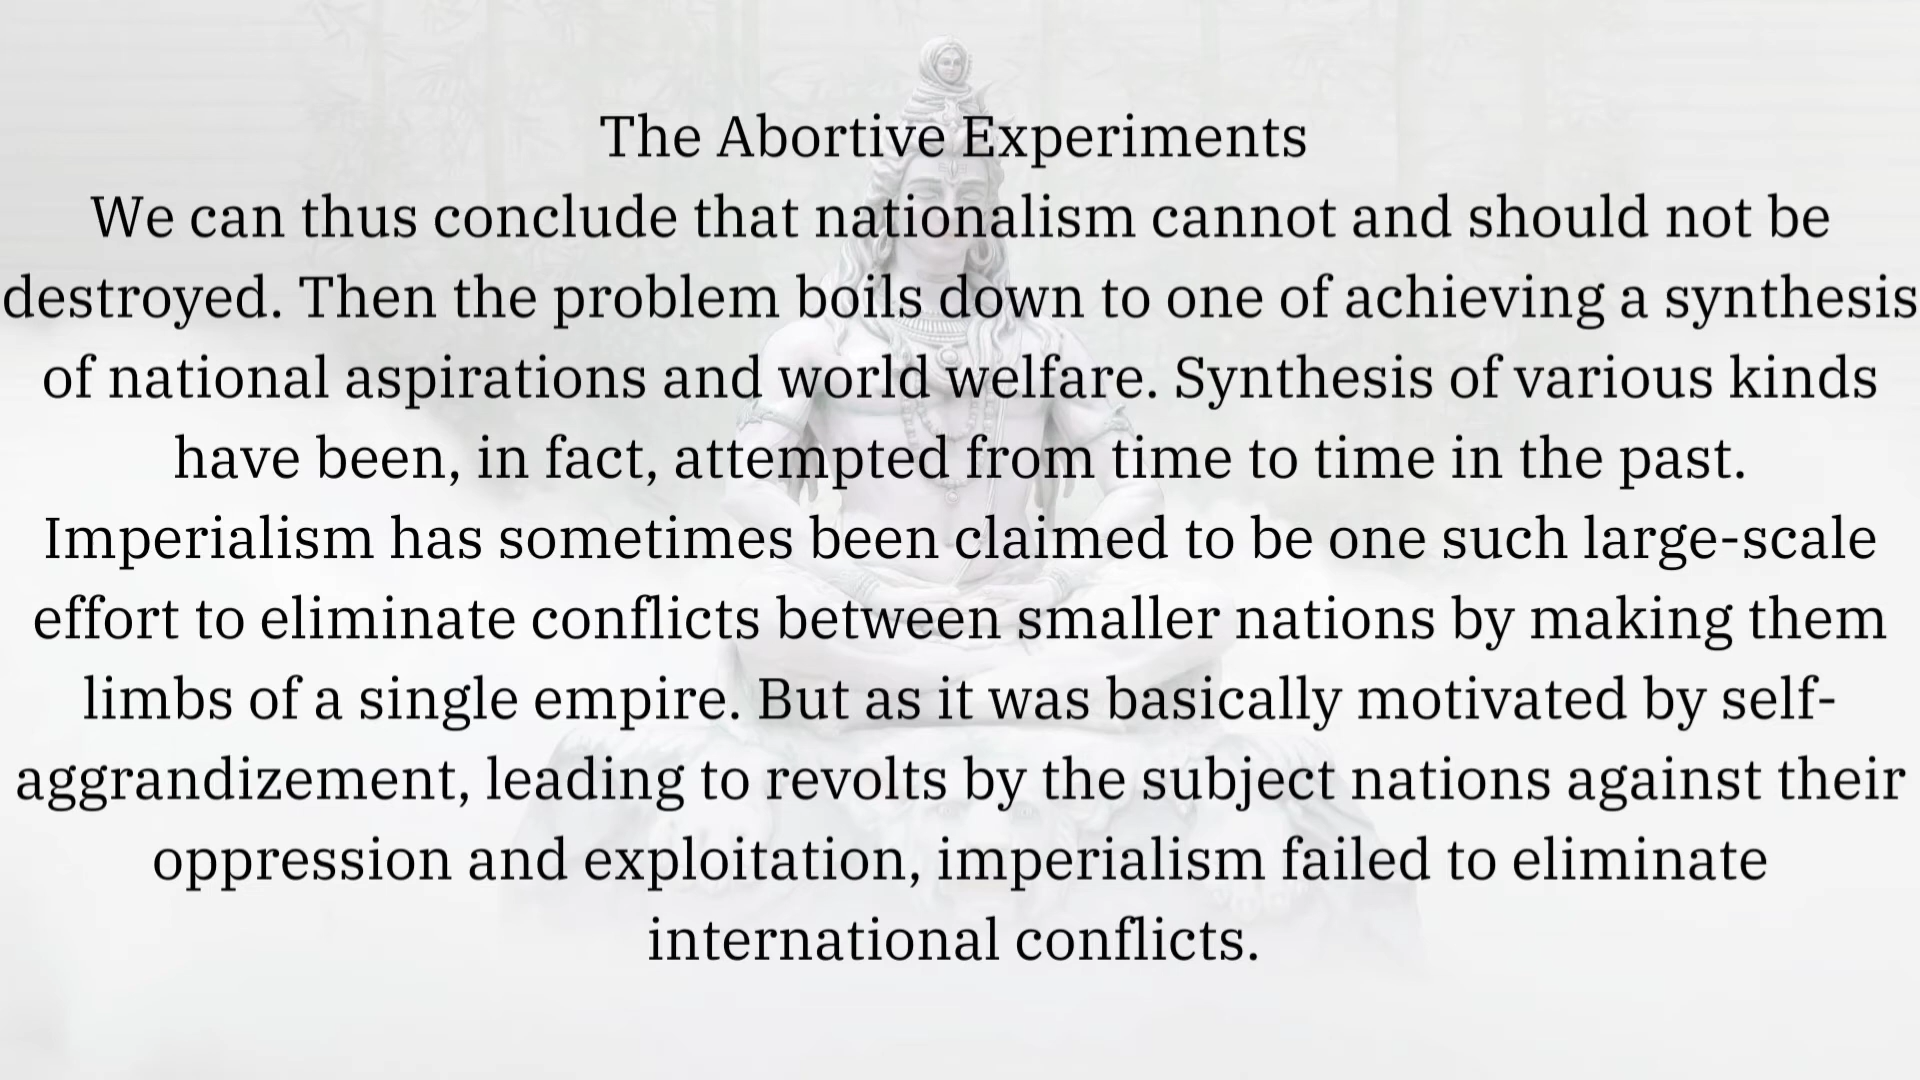 The Abortive Experiments
We can thus conclude that nationalism cannot and should not be
destroyed. Then the problem boils down to one of achieving a synthesis
of national aspirations and world welfare. Synthesis of various kinds
have been, in fact, attempted from time to time in the past.
Imperialism has sometimes been claimed to be one such large-scale
effort to eliminate conflicts between smaller nations by making them
limbs of a single empire. But as it was basically motivated by self-
aggrandizement, leading to revolts by the subject nations against their
oppression and exploitation, imperialism failed to eliminate
international conflicts.